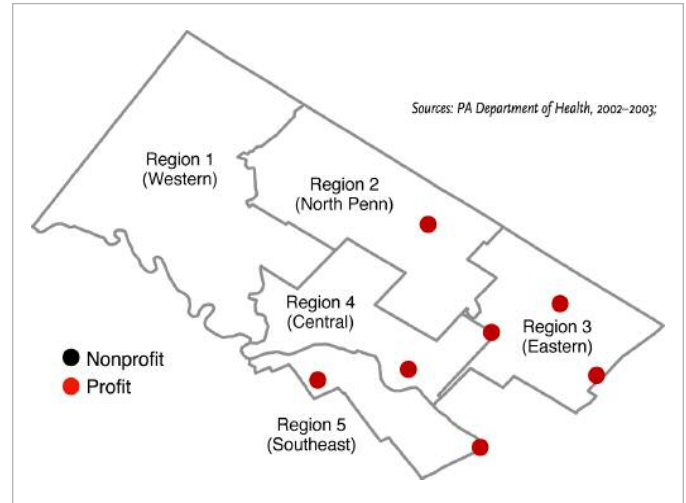 Sources: PA Department of Health, 2002–2003;
Region 1
(Western)
Region 2
(North Penn)
Region 4
(Central)
Region 3
(Eastern)
Nonprofit
Profit
Region 5
(Southeast)